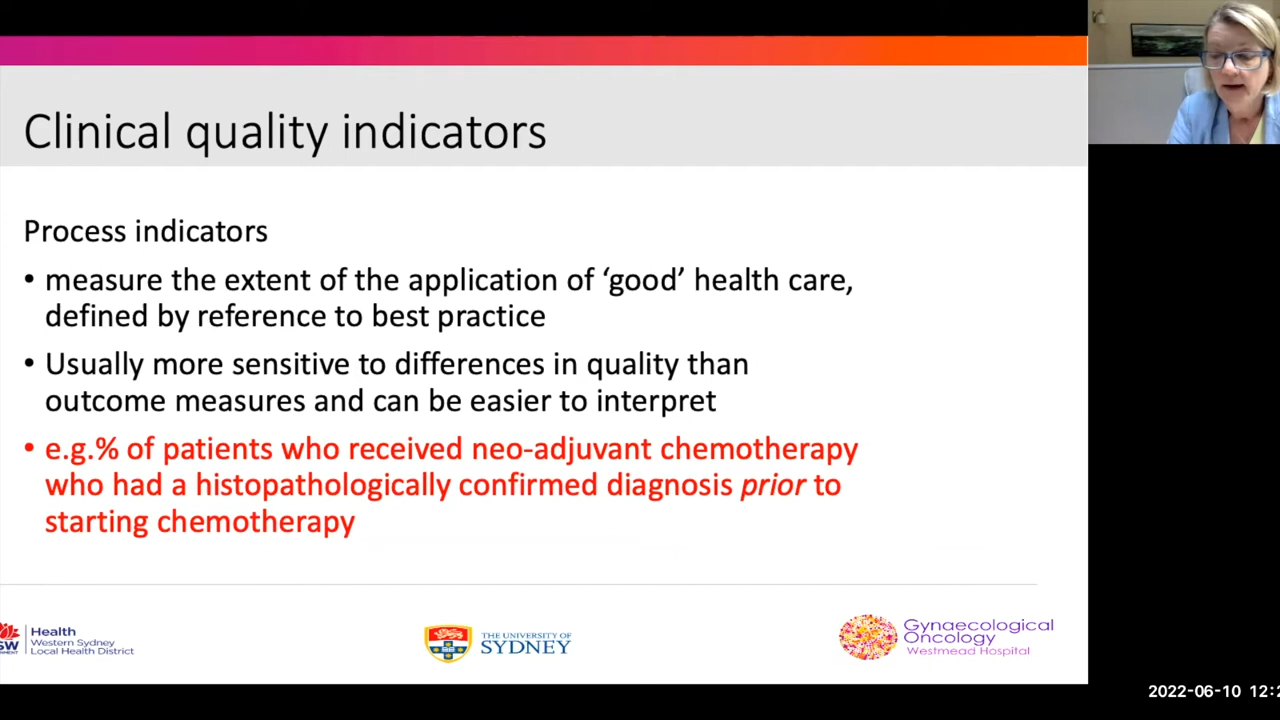 Clinical quality indicators
Process indicators
• measure the extent of the application of ‘good’ health care,
defined by reference to best practice
• Usually more sensitive to differences in quality than
outcome measures and can be easier to interpret
• e.g.% of patients who received neo-adjuvant chemotherapy
who had a histopathologically confirmed diagnosis prior to
starting chemotherapy
Health
Western Sydney
Local Health District
THE UNIVERSITY OF
SYDNEY
Gynaecological
Oncology
Westmead Hospital
2022-06-10 12:2